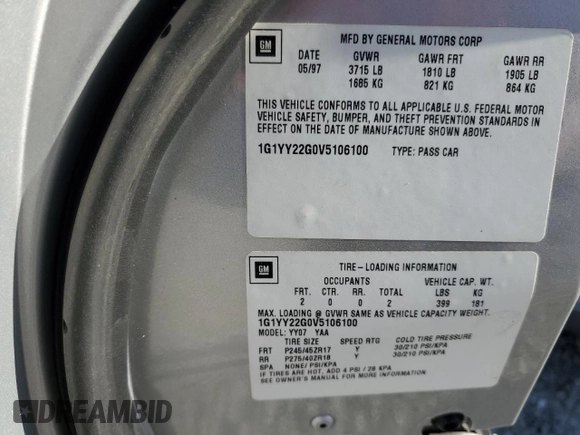 GM
MFD BY GENERAL MOTORS CORP
DATE GVWR GAWR FRT GAWR RR
05/97 3715 LB 1810 LB 1905 LB
1685 KG 821 KG 864 KG
THIS VEHICLE CONFORMS TO ALL APPLICABLE U.S. FEDERAL MOTOR
VEHICLE SAFETY, BUMPER, AND THEFT PREVENTION STANDARDS IN
EFFECT ON THE DATE OF MANUFACTURE SHOWN ABOVE.
1G1YY22G0V5106100 TYPE: PASS CAR
GM
TIRE-LOADING INFORMATION
OCCUPANTS VEHICLE CAP. WT.
FRT. CTR. RR. TOTAL LBS KG
2 0 0 2 399 181
MAX. LOADING @ GVWR SAME AS VEHICLE CAPACITY WEIGHT.
1G1YY22G0V5106100
MODEL: YY07 YAA
TIRE SIZE SPEED RTG COLD TIRE PRESSURE
FRT P245/45ZR17 Y 30/210 PSI/KPA
RR P275/40ZR18 Y 30/210 PSI/KPA
SPA NONE/ PSI/KPA
IF TIRES ARE HOT, ADD 4 PSI / 28 KPA
SEE OWNER'S MANUAL FOR MORE INFORMATION
DREAMBID